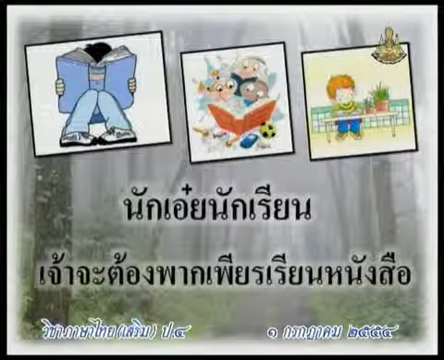 นักเอ๋ยนักเรียน
เจ้าจะต้องพากเพียรเรียนหนังสือ
วิชาภาษาไทย(เสริม) ป.๔
๑ กรกฎาคม ๒๕๕๔